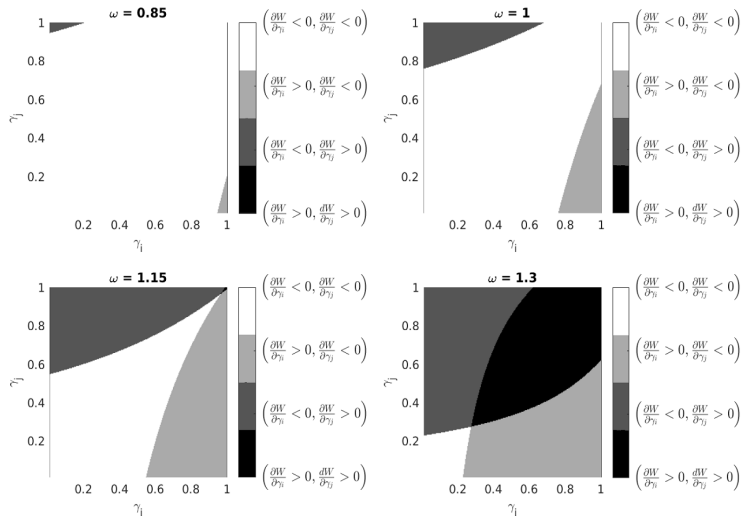 ω = 0.85
1
0.8
0.6
0.4
0.2
γj
0.2 0.4 0.6 0.8 1
γi
(∂W/∂γi < 0, ∂W/∂γj < 0)
(∂W/∂γi > 0, ∂W/∂γj < 0)
(∂W/∂γi < 0, ∂W/∂γj > 0)
(∂W/∂γi > 0, dW/∂γj > 0)
ω = 1
1
0.8
0.6
0.4
0.2
γj
0.2 0.4 0.6 0.8 1
γi
(∂W/∂γi < 0, ∂W/∂γj < 0)
(∂W/∂γi > 0, ∂W/∂γj < 0)
(∂W/∂γi < 0, ∂W/∂γj > 0)
(∂W/∂γi > 0, dW/∂γj > 0)
ω = 1.15
1
0.8
0.6
0.4
0.2
γj
0.2 0.4 0.6 0.8 1
γi
(∂W/∂γi < 0, ∂W/∂γj < 0)
(∂W/∂γi > 0, ∂W/∂γj < 0)
(∂W/∂γi < 0, ∂W/∂γj > 0)
(∂W/∂γi > 0, dW/∂γj > 0)
ω = 1.3
1
0.8
0.6
0.4
0.2
γj
0.2 0.4 0.6 0.8 1
γi
(∂W/∂γi < 0, ∂W/∂γj < 0)
(∂W/∂γi > 0, ∂W/∂γj < 0)
(∂W/∂γi < 0, ∂W/∂γj > 0)
(∂W/∂γi > 0, dW/∂γj > 0)